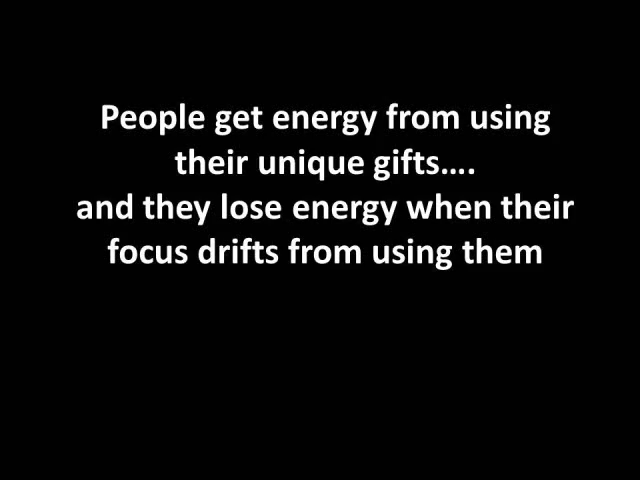 People get energy from using
their unique gifts….
and they lose energy when their
focus drifts from using them